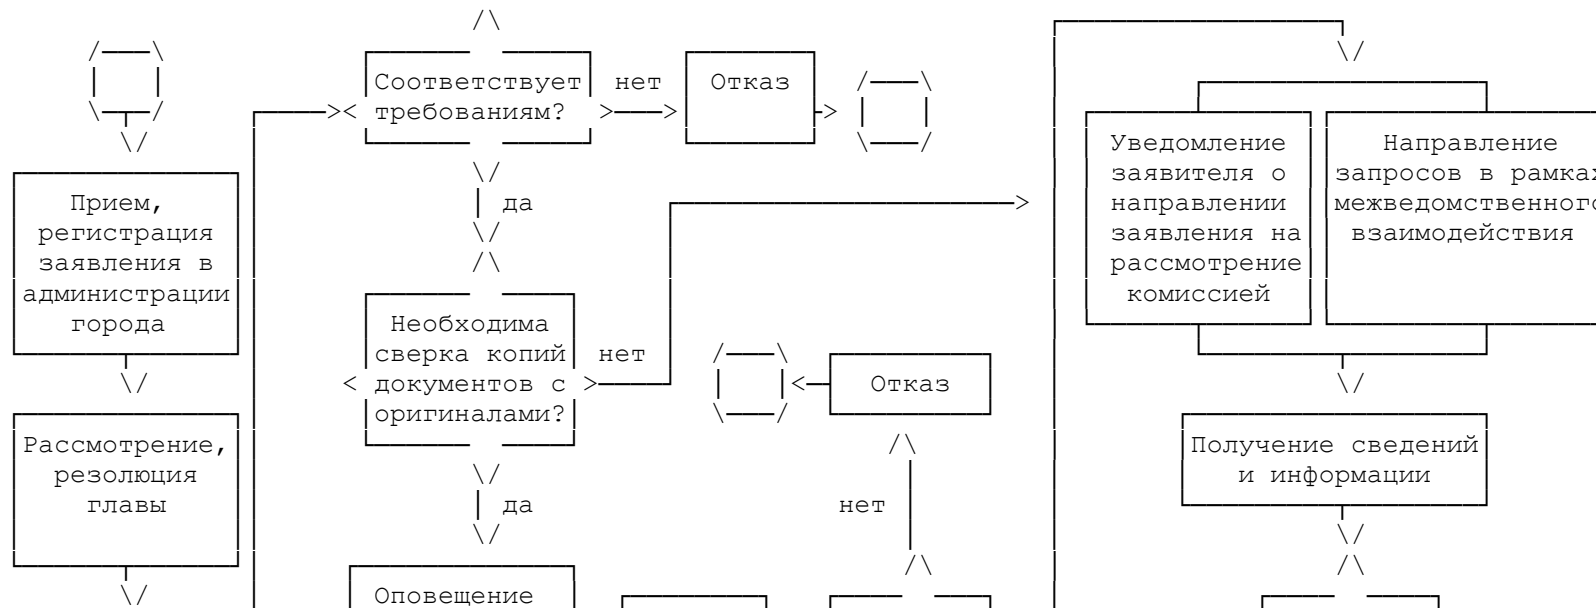 Прием,
регистрация
заявления в
администрации
города
Рассмотрение,
резолюция
главы
Соответствует
требованиям?
нет
Отказ
да
Необходима
сверка копий
документов с
оригиналами?
нет
да
Оповещение
Отказ
нет
Уведомление
заявителя о
направлении
заявления на
рассмотрение
комиссией
Направление
запросов в рамках
межведомственного
взаимодействия
Получение сведений
и информации